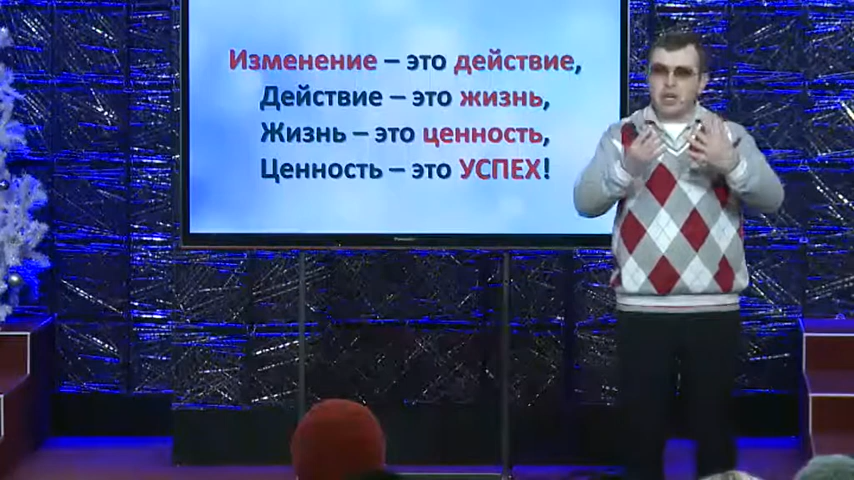 Изменение – это действие,
Действие – это жизнь,
Жизнь – это ценность,
Ценность – это УСПЕХ!